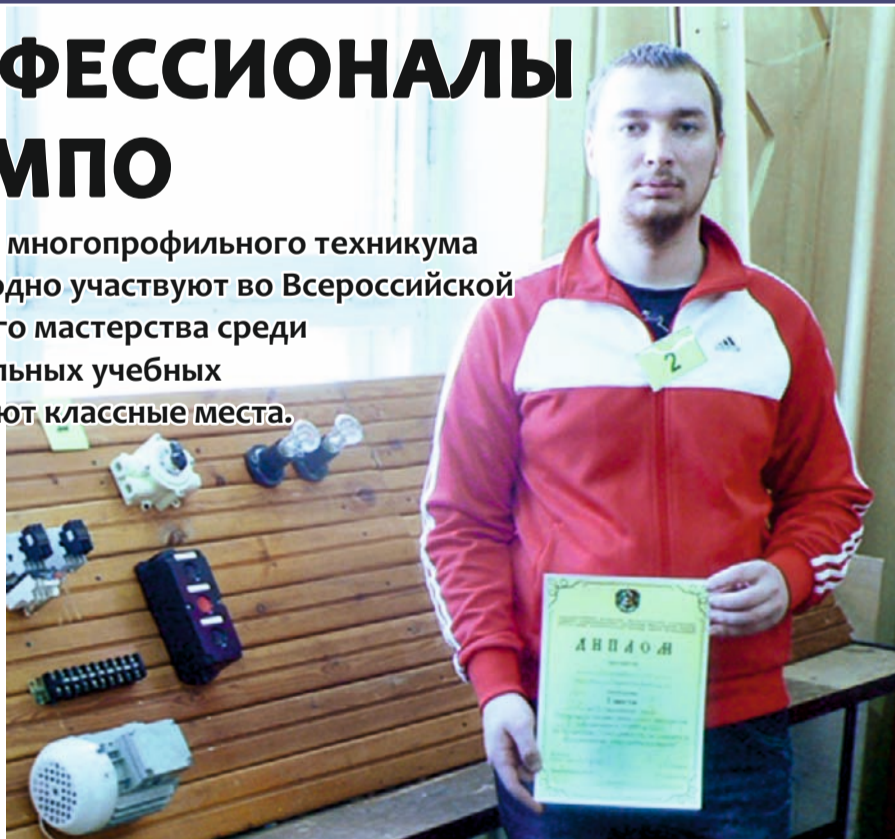 ФЕССИОНАЛЫ
МПО
многопрофильного техникума
одно участвуют во Всероссийской
го мастерства среди
льных учебных
ют классные места.
2
ДИПЛОМ